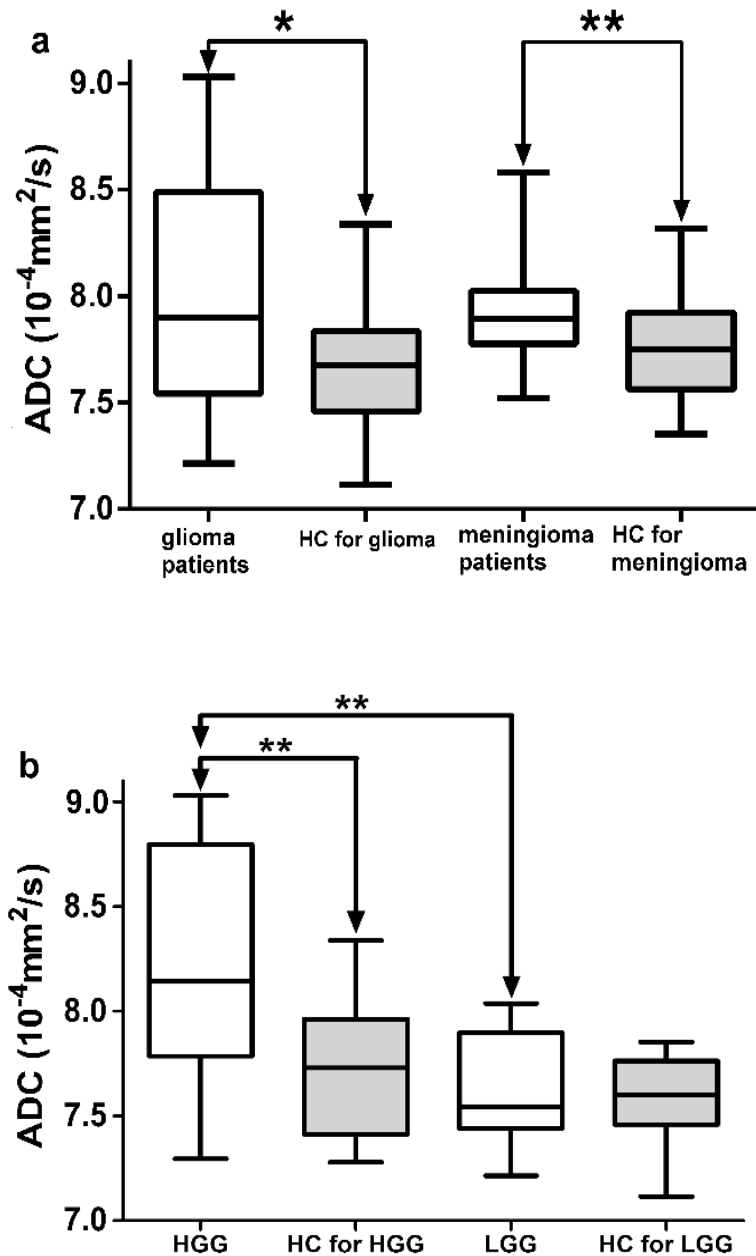 a
*
**
ADC (10⁻⁴mm²/s)
9.0
8.5
8.0
7.5
7.0
glioma
patients
HC for glioma
meningioma
patients
HC for
meningioma
b
**
**
ADC (10⁻⁴mm²/s)
9.0
8.5
8.0
7.5
7.0
HGG
HC for HGG
LGG
HC for LGG